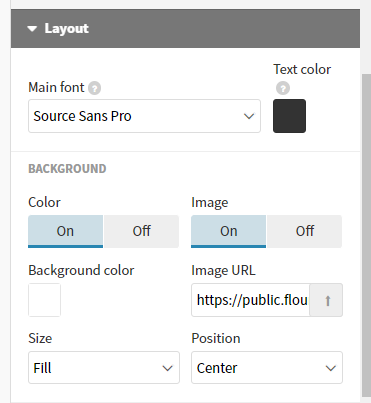 Layout
Main font ?
Text color ?
Source Sans Pro
BACKGROUND
Color
Image
On Off
On Off
Background color
Image URL
https://public.flou
Size
Position
Fill
Center